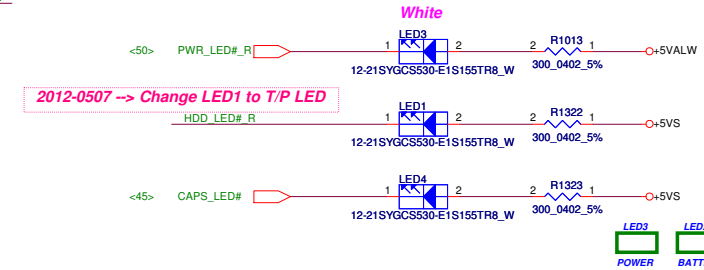 White
LED3
<50> PWR_LED#_R 1 2 2 R1013 1 +5VALW
12-21SYGCS530-E1S155TR8_W 300_0402_5%
2012-0507 --> Change LED1 to T/P LED
LED1
HDD_LED#_R 1 2 2 R1322 1 +5VS
12-21SYGCS530-E1S155TR8_W 300_0402_5%
LED4
<45> CAPS_LED# 1 2 2 R1323 1 +5VS
12-21SYGCS530-E1S155TR8_W 300_0402_5%
LED3
POWER